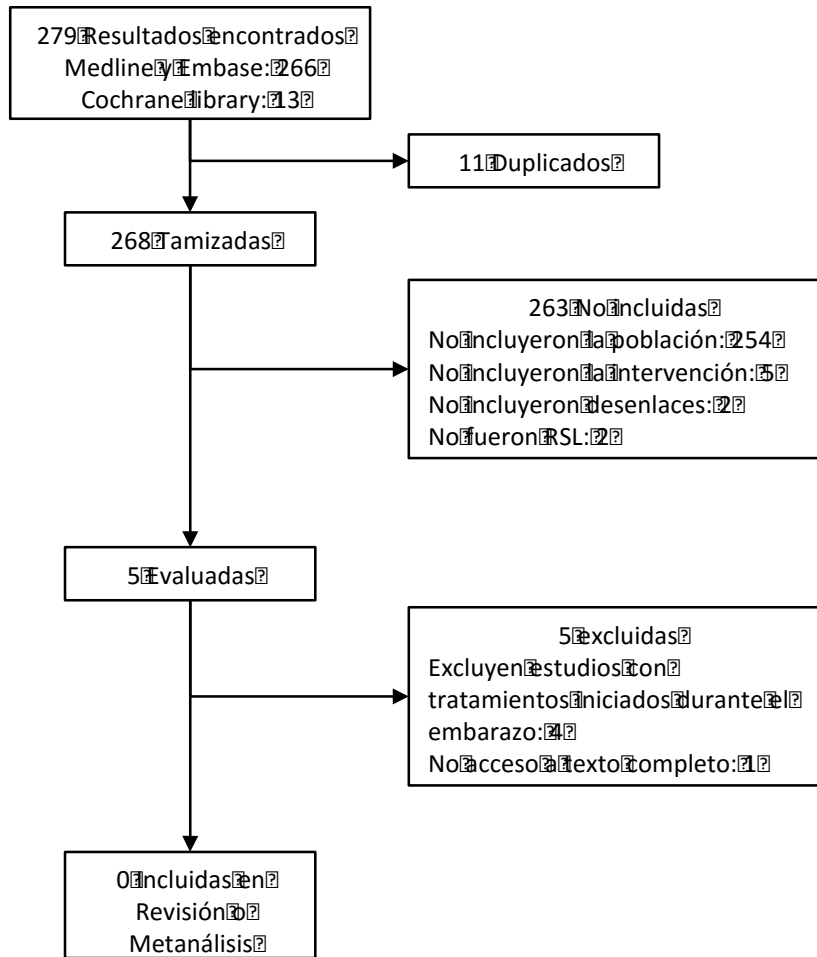 279 Resultados encontrados
Medline y Embase: 266
Cochrane library: 13
11 Duplicados
268 Tamizadas
263 No incluidas
No incluyeron la población: 254
No incluyeron la intervención: 5
No incluyeron desenlaces: 2
No fueron RSL: 2
5 Evaluadas
5 excluidas
Excluyen estudios con
tratamientos iniciados durante el
embarazo: 4
No acceso a texto completo: 1
0 Incluidas en
Revisión o
Metanálisis